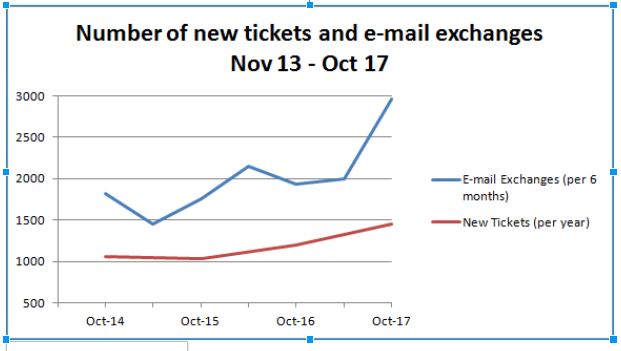 Number of new tickets and e-mail exchanges
Nov 13 - Oct 17
3000
2500
2000
1500
1000
500
Oct-14
Oct-15
Oct-16
Oct-17
E-mail Exchanges (per 6
months)
New Tickets (per year)